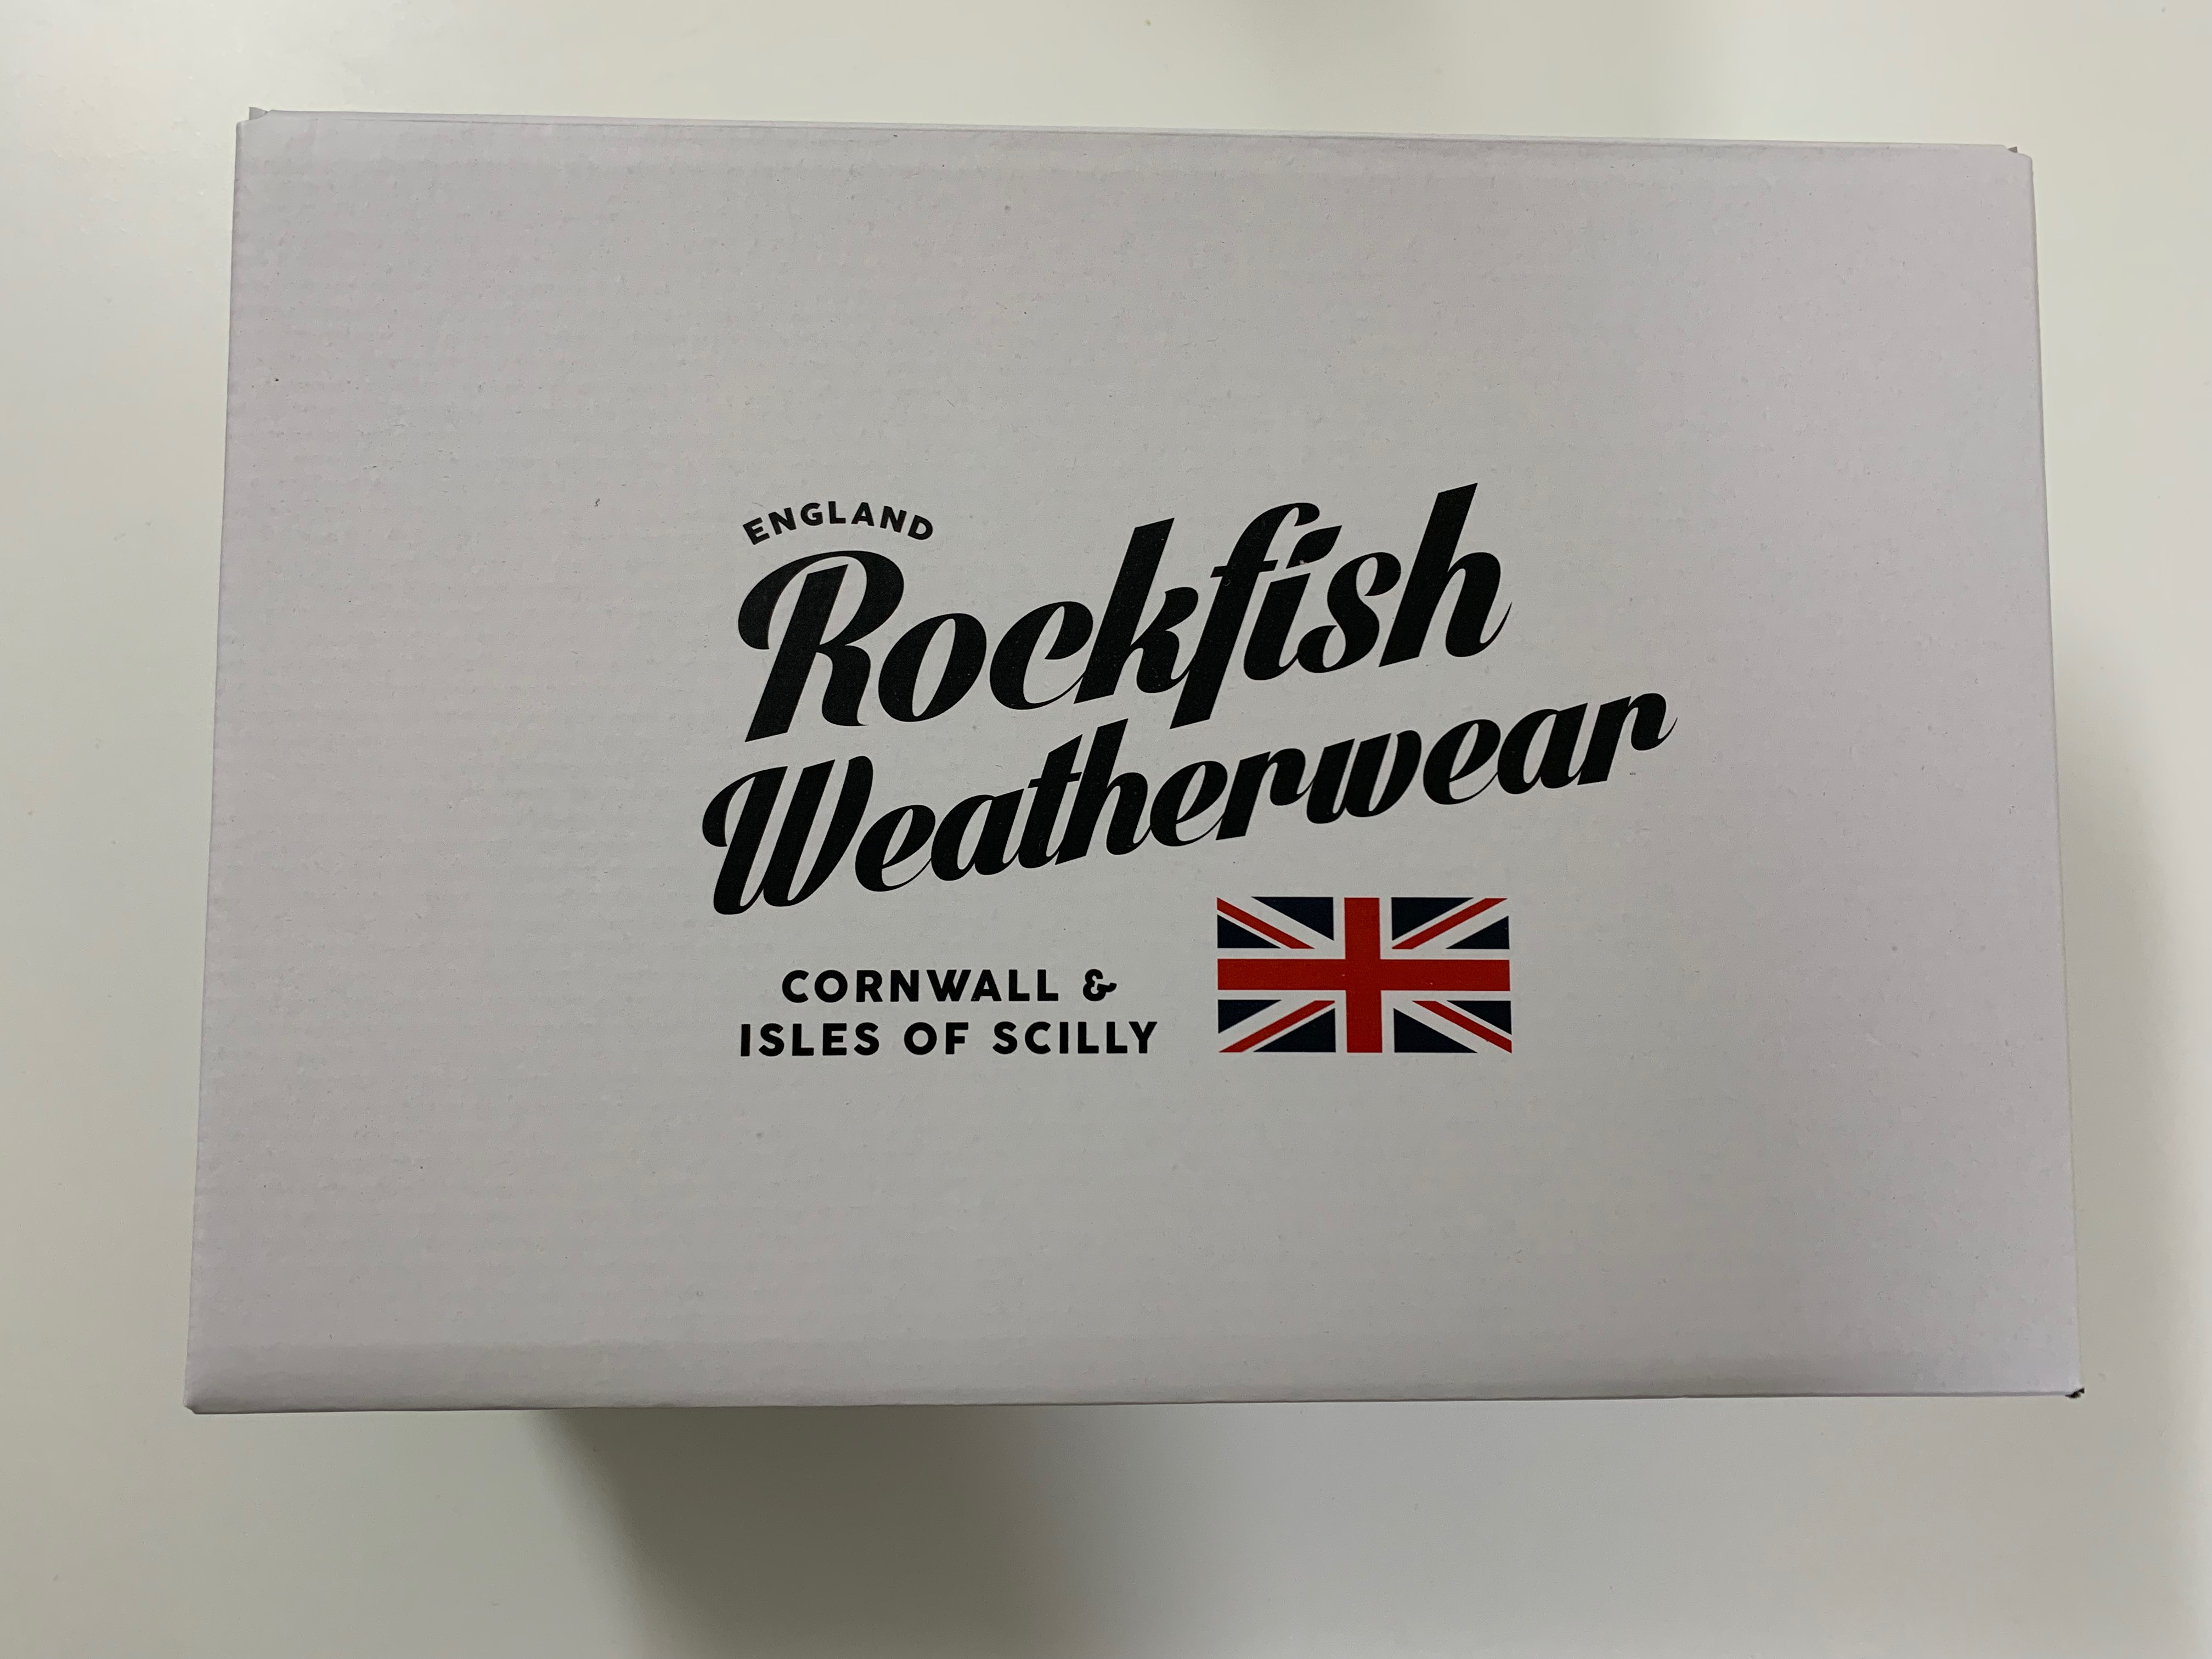 ENGLAND
Rockfish
Weatherwear
CORNWALL &
ISLES OF SCILLY